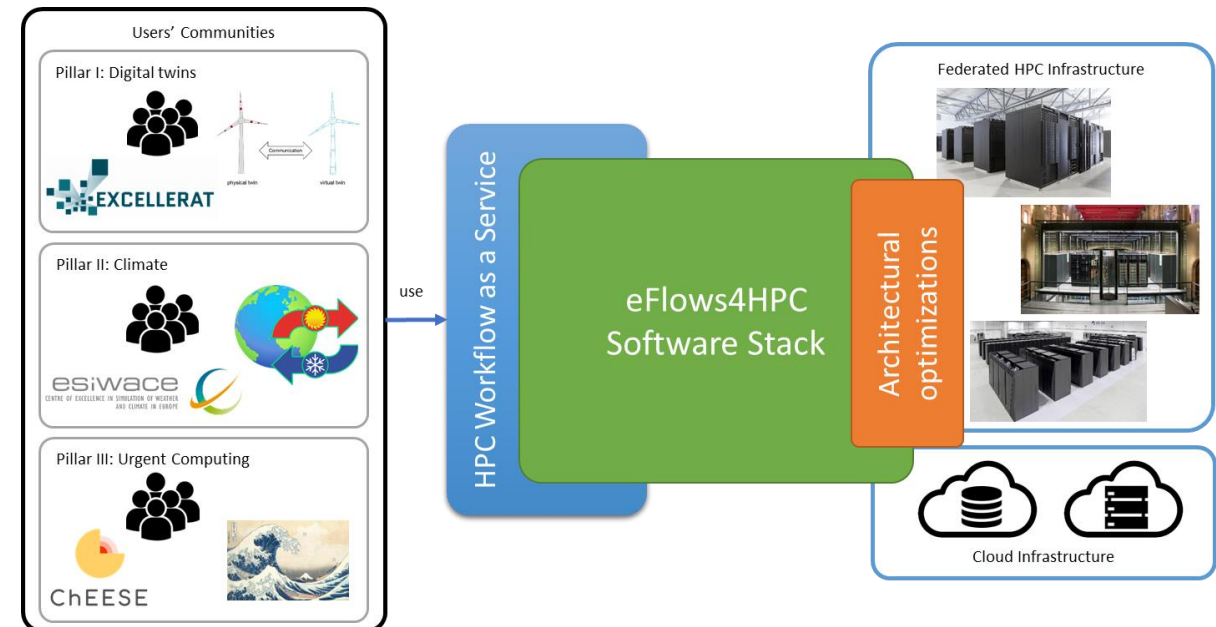 Users' Communities
Pillar I: Digital twins
Communication
physical twin
virtual twin
EXCELLERAT
Pillar II: Climate
esiwace
CENTRE OF EXCELLENCE IN SIMULATION OF WEATHER
AND CLIMATE IN EUROPE
Pillar III: Urgent Computing
ChEESE
use
HPC Workflow as a Service
eFlows4HPC
Software Stack
Architectural
optimizations
Federated HPC Infrastructure
Cloud Infrastructure